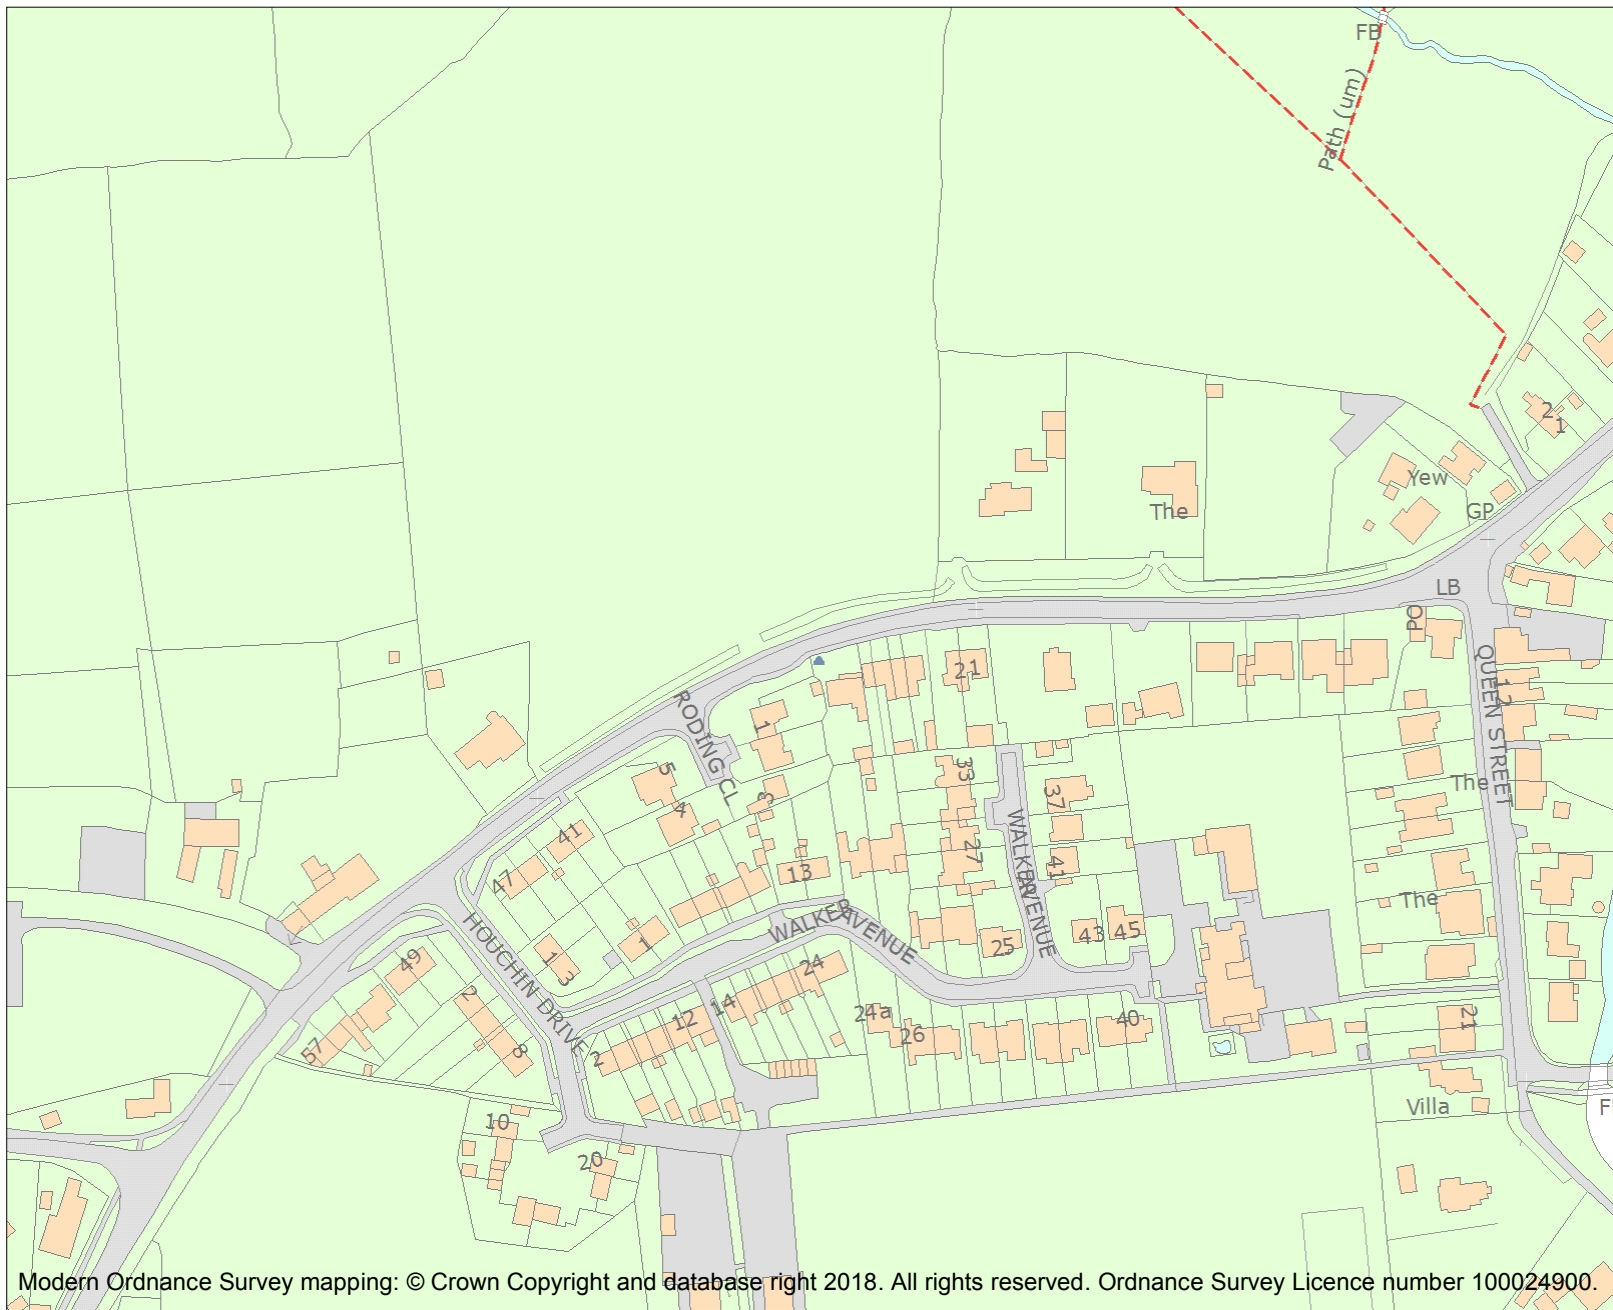 FB
Path (um)
2
1
Yew
The
GP
LB
PO
QUEEN STREET
12
21
RODING CL
1
5
4
3
33
37
The
WALKER
AVENUE
27
41
41
47
13
The
WALKER
AVENUE
43
45
25
HOUCHIN DRIVE
49
1
1
3
24
2
14
12
24a
26
40
21
57
8
2
Villa
10
20
Modern Ordnance Survey mapping: © Crown Copyright and database right 2018. All rights reserved. Ordnance Survey Licence number 100024900.